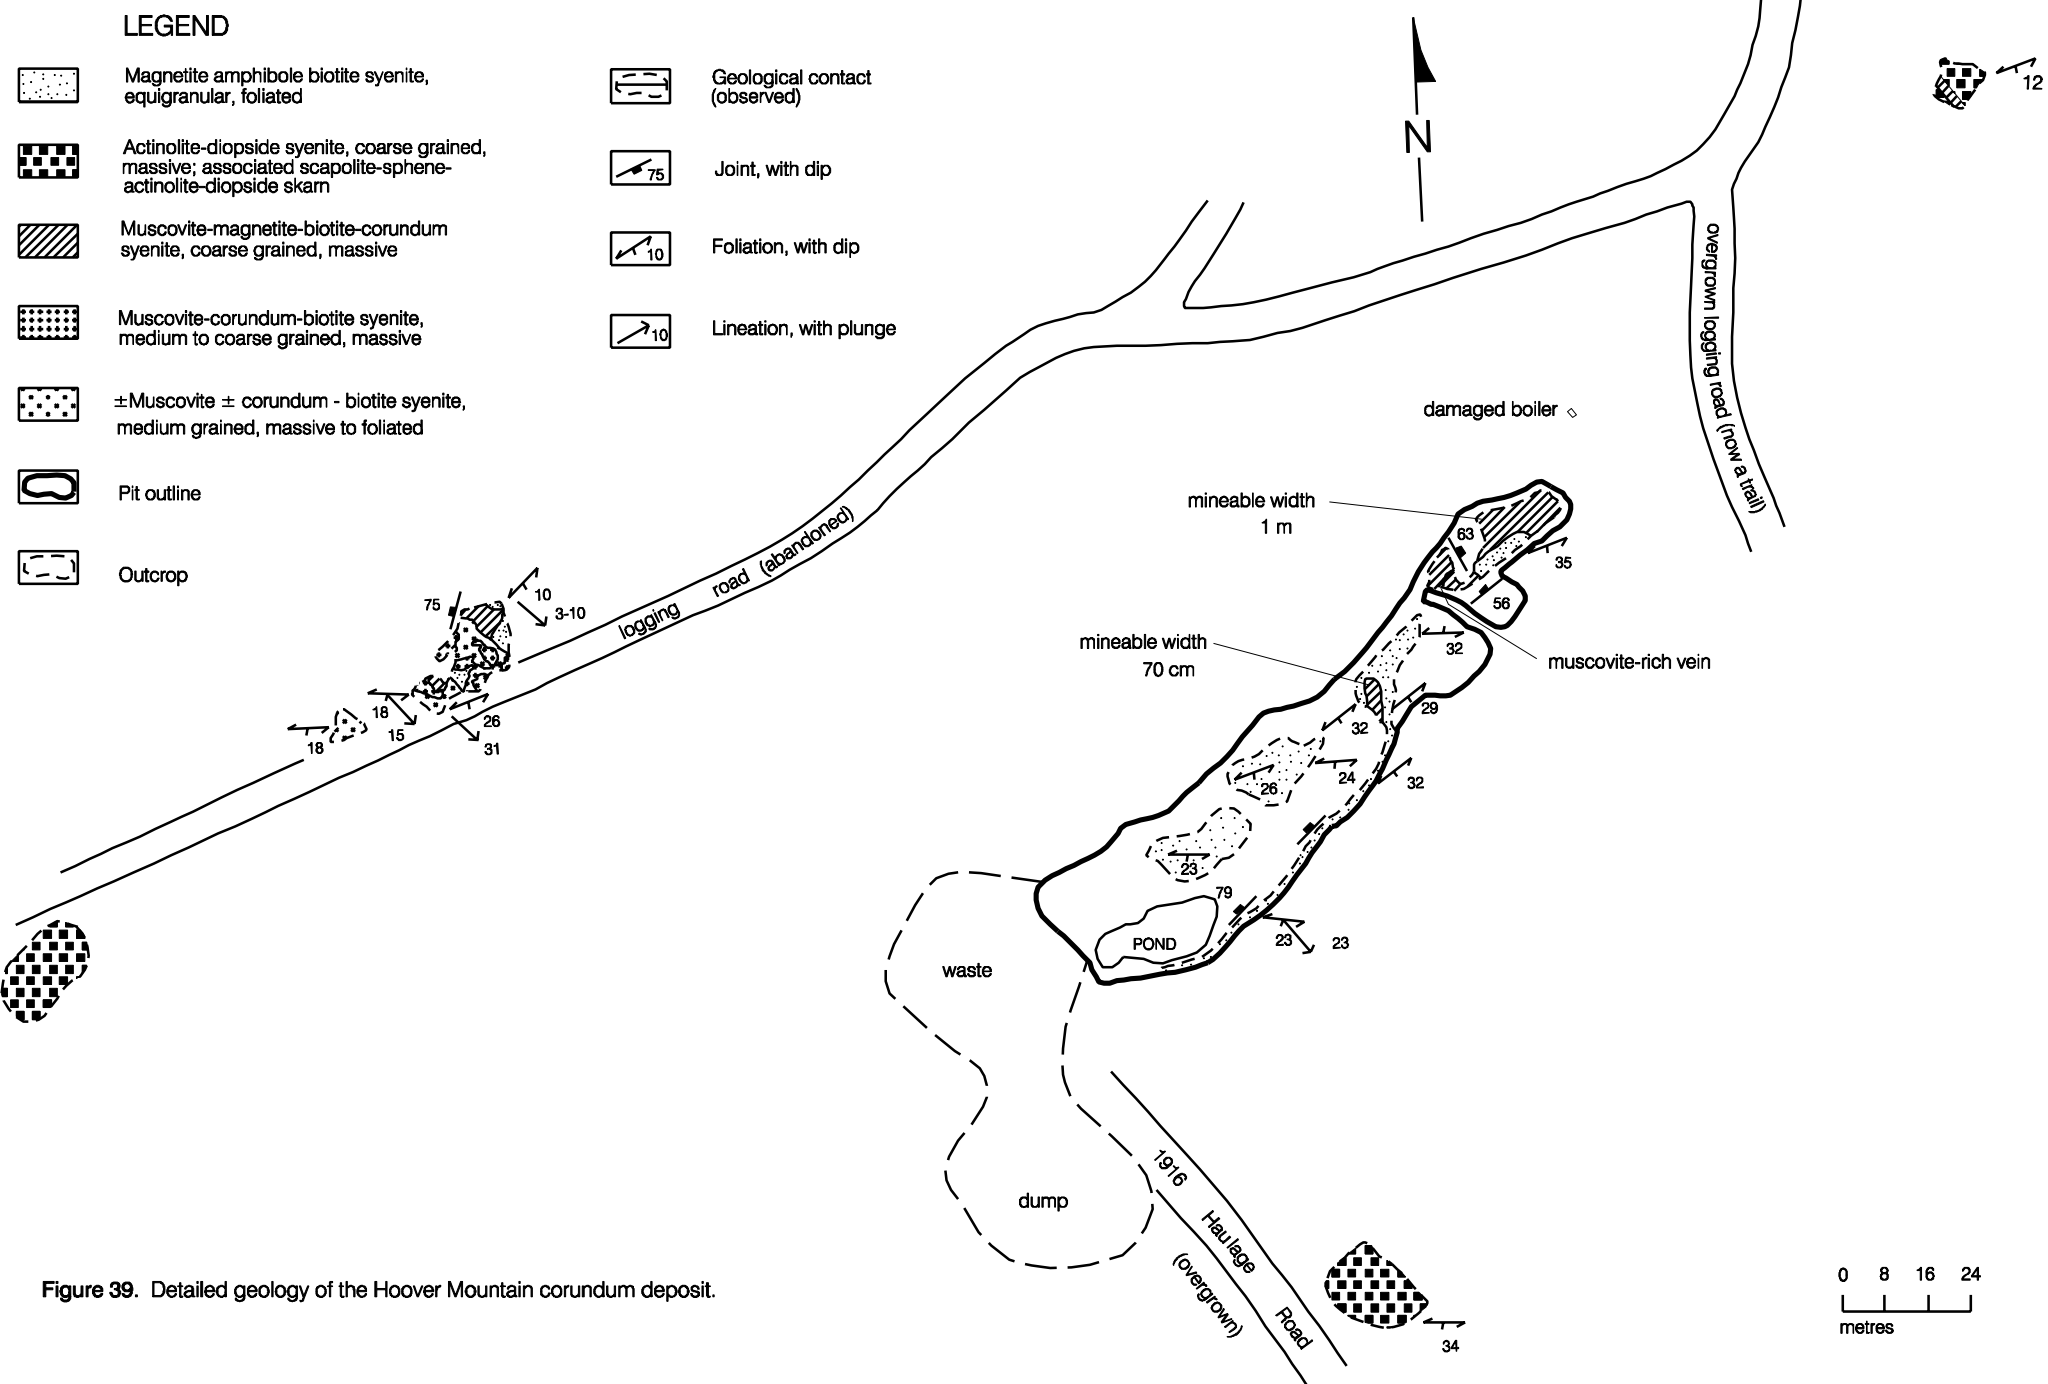 LEGEND
Magnetite amphibole biotite syenite,
equigranular, foliated
Actinolite-diopside syenite, coarse grained,
massive; associated scapolite-sphene-
actinolite-diopside skarn
Muscovite-magnetite-biotite-corundum
syenite, coarse grained, massive
Muscovite-corundum-biotite syenite,
medium to coarse grained, massive
±Muscovite ± corundum - biotite syenite,
medium grained, massive to foliated
Pit outline
Outcrop
Geological contact
(observed)
75
Joint, with dip
10
Foliation, with dip
10
Lineation, with plunge
N
12
overgrown logging road (now a trail)
damaged boiler
mineable width
1 m
63
35
56
mineable width
70 cm
32
muscovite-rich vein
29
32
26
24
32
23
79
POND
23
23
logging road (abandoned)
75
10
3-10
18
15
26
31
18
waste
dump
1916 Haulage Road
(overgrown)
34
0 8 16 24
metres
Figure 39. Detailed geology of the Hoover Mountain corundum deposit.